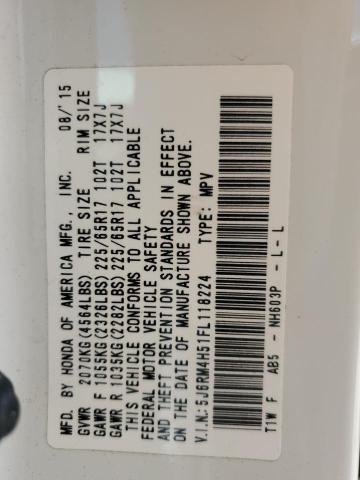 MFD. BY HONDA OF AMERICA MFG., INC. 08/'15
GVWR 2070KG(4564LBS) TIRE SIZE RIM SIZE
GAWR F 1055KG(2326LBS) 225/65R17 102T 17X7J
GAWR R 1035KG(2282LBS) 225/65R17 102T 17X7J
THIS VEHICLE CONFORMS TO ALL APPLICABLE
FEDERAL MOTOR VEHICLE SAFETY
AND THEFT PREVENTION STANDARDS IN EFFECT
ON THE DATE OF MANUFACTURE SHOWN ABOVE.
V.I.N.:5J6RM4H51FL118224 TYPE: MPV
T1W F AB5 - NH603P - L - L